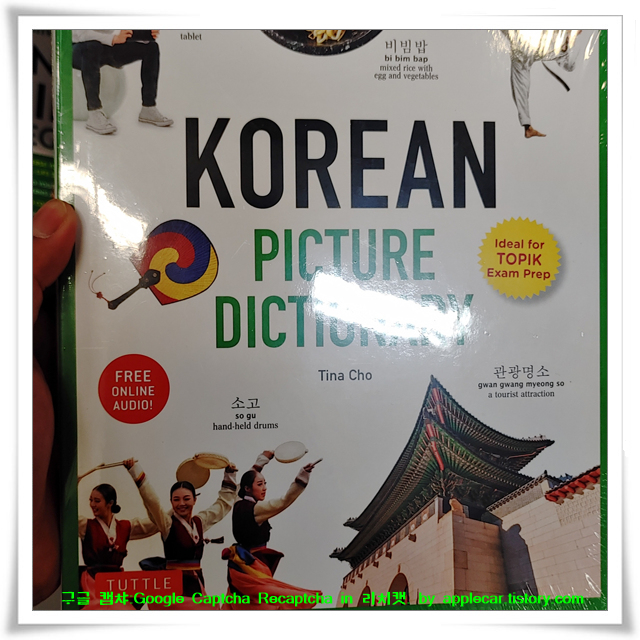 tablet
비빔밥
bi bim bap
mixed rice with
egg and vegetables
KOREAN
PICTURE
DICTIONARY
Ideal for
TOPIK
Exam Prep
Tina Cho
FREE
ONLINE
AUDIO!
소고
so gu
hand-held drums
관광명소
gwan gwang myeong so
a tourist attraction
TUTTLE
구글 캡챠 Google Captcha Recaptcha in 리치캣 by applecar.tistory.com